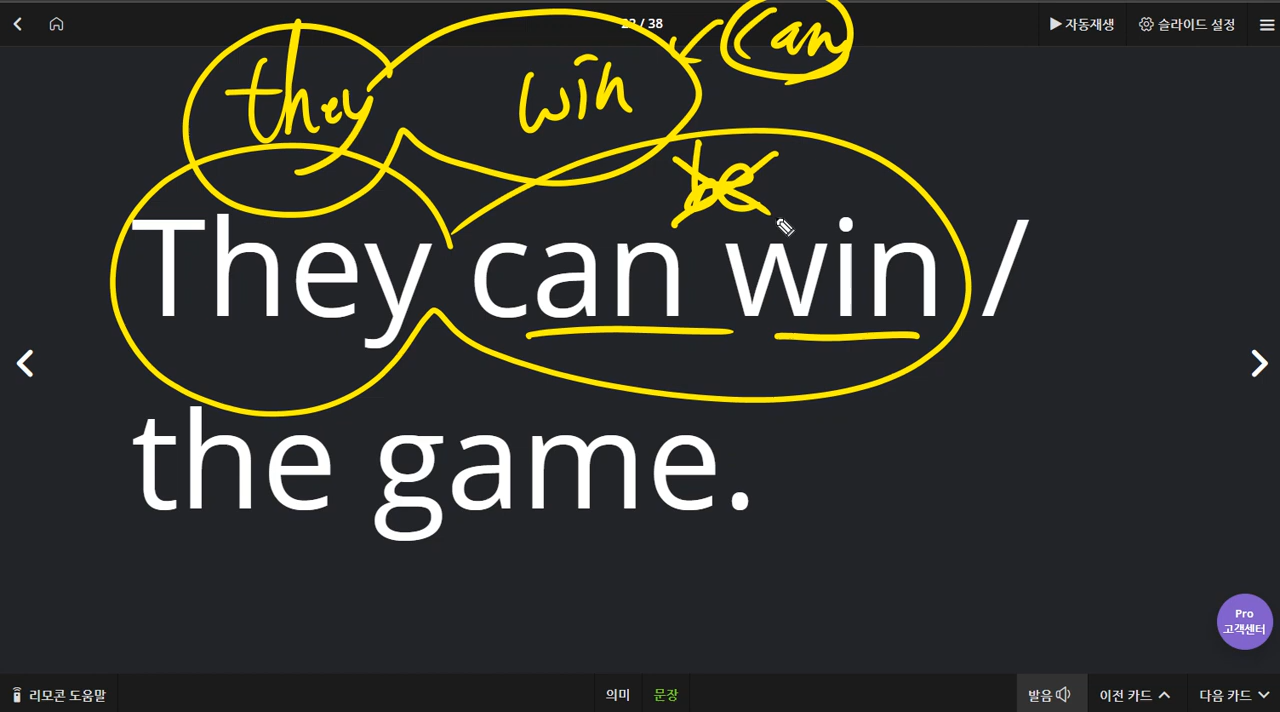 / 38
자동재생
슬라이드 설정
they win can
be
They can win /
the game.
Pro
고객센터
리모콘 도움말
의미
문장
발음
이전 카드
다음 카드